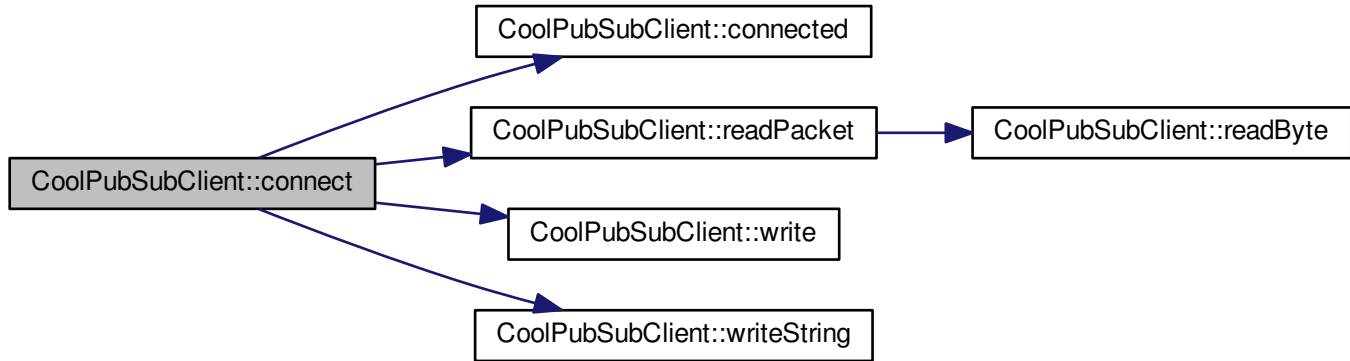 CoolPubSubClient::connected
CoolPubSubClient::readPacket
CoolPubSubClient::readByte
CoolPubSubClient::connect
CoolPubSubClient::write
CoolPubSubClient::writeString